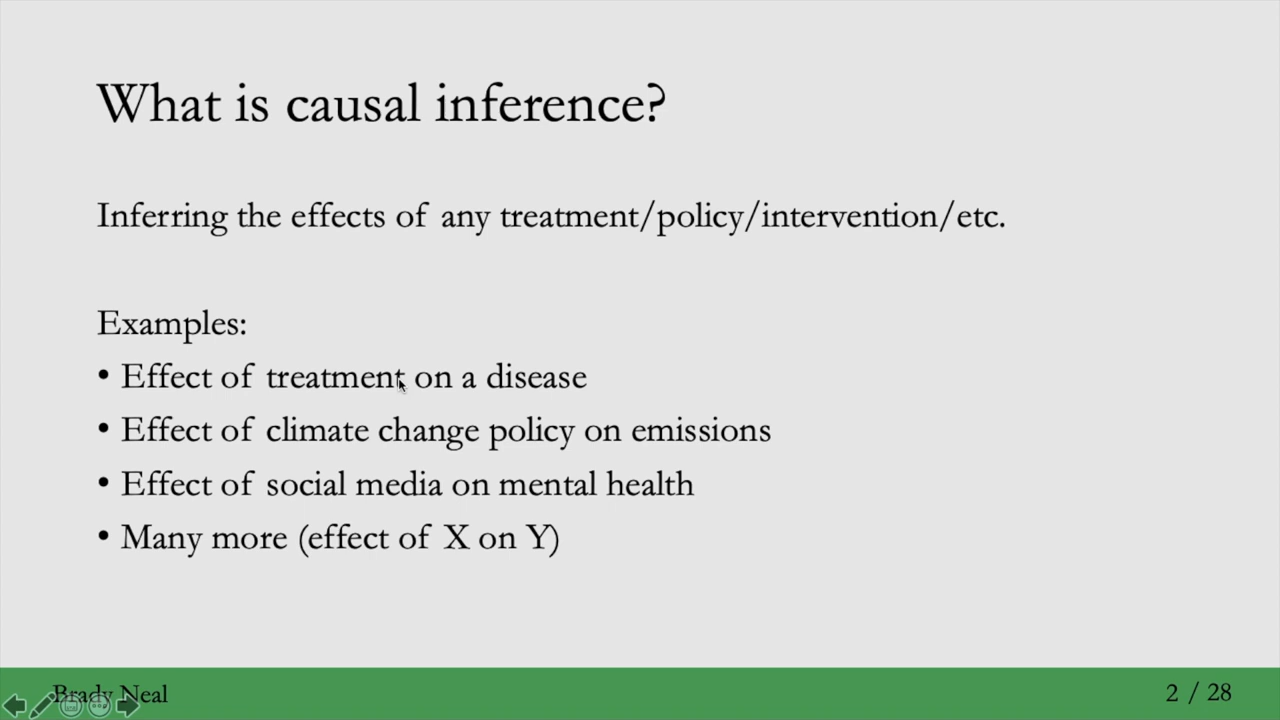 What is causal inference?
Inferring the effects of any treatment/policy/intervention/etc.
Examples:
• Effect of treatment on a disease
• Effect of climate change policy on emissions
• Effect of social media on mental health
• Many more (effect of X on Y)
Brady Neal
2 / 28